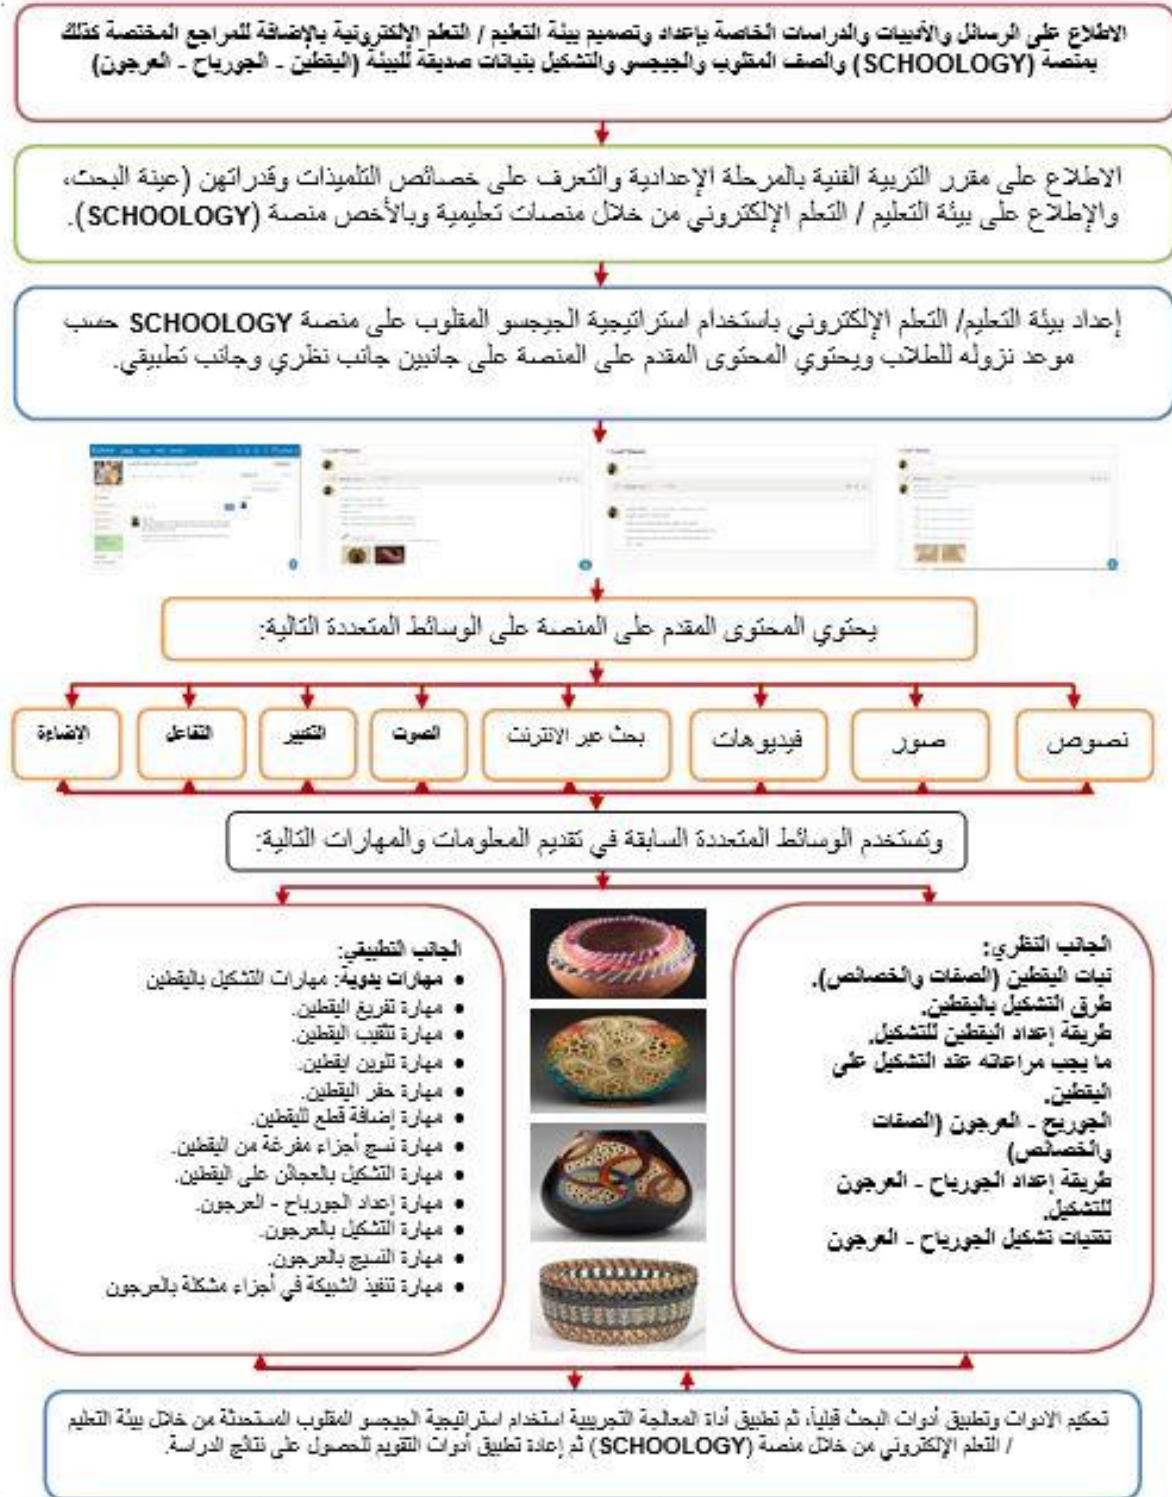 الاطلاع على الرسائل والأدبيات والدراسات الخاصة بإعداد وتصميم بيئة التعليم / التعلم الإلكترونية بالإضافة للمراجع المختصة كذلك
بمنصة (SCHOOLOGY) والصف المقلوب والجيجسو والتشكيل بنباتات صديقة للبيئة (اليقطين - الجورباح - العرجون)
الاطلاع على مقرر التربية الفنية بالمرحلة الإعدادية والتعرف على خصائص التلميذات وقدراتهن (عينة البحث،
والإطلاع على بيئة التعليم / التعلم الإلكتروني من خلال منصات تعليمية وبالأخص منصة (SCHOOLOGY).
إعداد بيئة التعليم/ التعلم الإلكتروني باستخدام استراتيجية الجيجسو المقلوب على منصة SCHOOLOGY حسب
موعد نزوله للطلاب ويحتوي المحتوى المقدم على المنصة على جانبين جانب نظري وجانب تطبيقي.
يحتوي المحتوى المقدم على المنصة على الوسائط المتعددة التالية:
نصوص
صور
فيديوهات
بحث عبر الانترنت
الصوت
التكبير
التفاعل
الإضاءة
وتستخدم الوسائط المتعددة السابقة في تقديم المعلومات والمهارات التالية:
الجانب النظري:
نبات اليقطين (الصفات والخصائص).
طرق التشكيل باليقطين.
طريقة إعداد اليقطين للتشكيل.
ما يجب مراعاته عند التشكيل على
اليقطين.
الجوريح - العرجون (الصفات
والخصائص)
طريقة إعداد الجورباح - العرجون
للتشكيل.
تقنيات تشكيل الجورباح - العرجون
الجانب التطبيقي:
• مهارات يدوية: مهارات التشكيل باليقطين
• مهارة تفريغ اليقطين.
• مهارة تثقيب اليقطين.
• مهارة تلوين ايقطين.
• مهارة حفر اليقطين.
• مهارة إضافة قطع لليقطين.
• مهارة نسج أجزاء مفرغة من اليقطين.
• مهارة التشكيل بالعجائن على اليقطين.
• مهارة إعداد الجورباح - العرجون.
• مهارة التشكيل بالعرجون.
• مهارة النسيج بالعرجون.
• مهارة تنفيذ الشبيكة في أجزاء مشكلة بالعرجون
تحكيم الادوات وتطبيق أدوات البحث قبلياً، ثم تطبيق أداة المعالجة التجريبية استخدام استراتيجية الجيجسو المقلوب المستحدثة من خلال بيئة التعليم
/ التعلم الإلكتروني من خلال منصة (SCHOOLOGY) ثم إعادة تطبيق أدوات التقويم للحصول على نتائج الدراسة.